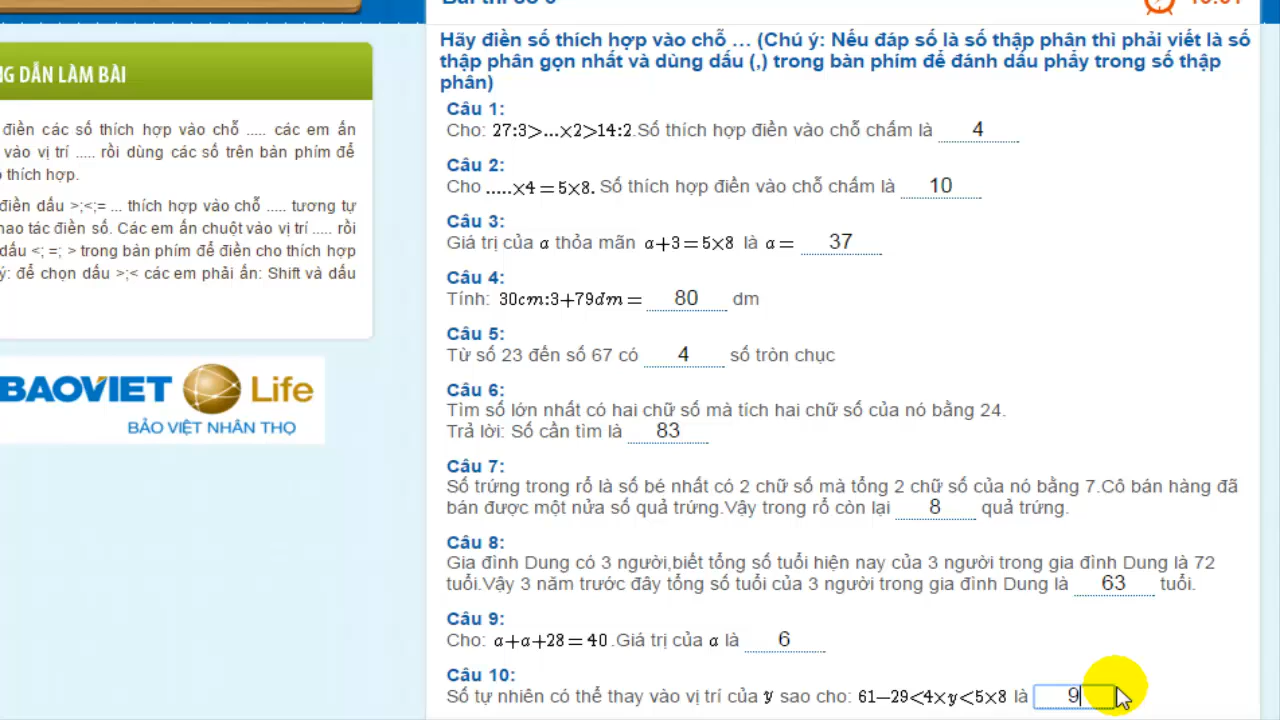 Hãy điền số thích hợp vào chỗ ... (Chú ý: Nếu đáp số là số thập phân thì phải viết là số
thập phân gọn nhất và dùng dấu (,) trong bàn phím để đánh dấu phẩy trong số thập
phân)
Câu 1:
Cho: 27:3>...×2>14:2.Số thích hợp điền vào chỗ chấm là 4
Câu 2:
Cho .....×4=5×8. Số thích hợp điền vào chỗ chấm là 10
Câu 3:
Giá trị của a thỏa mãn a+3=5×8 là a= 37
Câu 4:
Tính: 30cm:3+79dm= 80 dm
Câu 5:
Từ số 23 đến số 67 có 4 số tròn chục
Câu 6:
Tìm số lớn nhất có hai chữ số mà tích hai chữ số của nó bằng 24.
Trả lời: Số cần tìm là 83
Câu 7:
Số trứng trong rổ là số bé nhất có 2 chữ số mà tổng 2 chữ số của nó bằng 7.Cô bán hàng đã
bán được một nửa số quả trứng.Vậy trong rổ còn lại 8 quả trứng.
Câu 8:
Gia đình Dung có 3 người,biết tổng số tuổi hiện nay của 3 người trong gia đình Dung là 72
tuổi.Vậy 3 năm trước đây tổng số tuổi của 3 người trong gia đình Dung là 63 tuổi.
Câu 9:
Cho: a+a+28=40.Giá trị của a là 6
Câu 10:
Số tự nhiên có thể thay vào vị trí của y sao cho: 61−29<4×y<5×8 là 9
DẪN LÀM BÀI
điền các số thích hợp vào chỗ ..... các em ấn
vào vị trí ..... rồi dùng các số trên bàn phím để
thích hợp.
điền dấu >;<;= ... thích hợp vào chỗ ..... tương tự
tác điền số. Các em ấn chuột vào vị trí ..... rồi
dấu <; =; > trong bàn phím để điền cho thích hợp
để chọn dấu >;< các em phải ấn: Shift và dấu
BAOVIET Life
BẢO VIỆT NHÂN THỌ